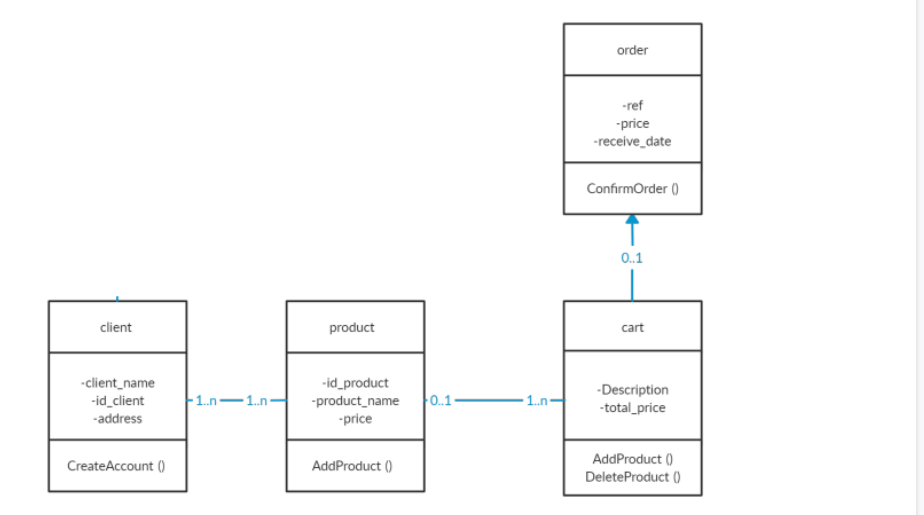 order
-ref
-price
-receive_date
ConfirmOrder ()
0..1
client
-client_name
-id_client
-address
CreateAccount ()
1..n
1..n
product
-id_product
-product_name
-price
AddProduct ()
0..1
1..n
cart
-Description
-total_price
AddProduct ()
DeleteProduct ()